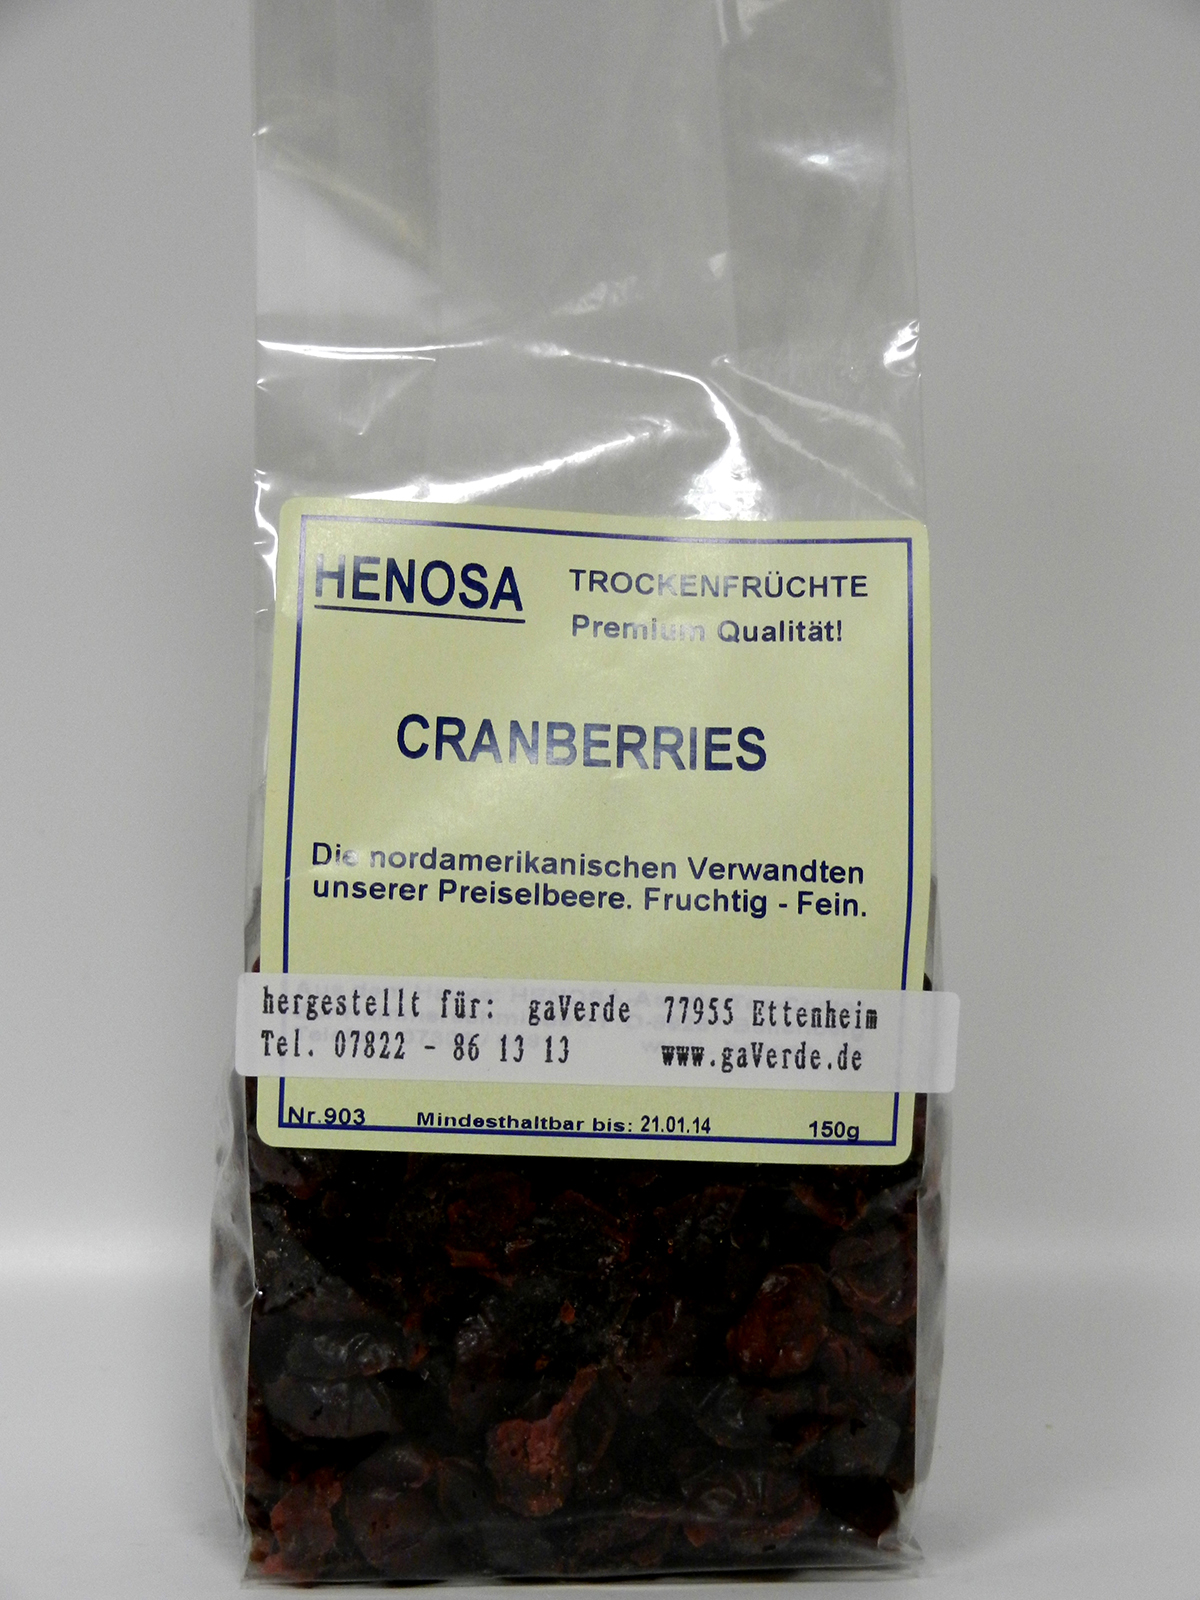 HENOSA
TROCKENFRÜCHTE
Premium Qualität!
CRANBERRIES
Die nordamerikanischen Verwandten
unserer Preiselbeere. Fruchtig - Fein.
hergestellt für: gaVerde 77955 Ettenheim
Tel. 07822 - 86 13 13 www.gaVerde.de
Nr.903 Mindesthaltbar bis: 21.01.14 150g